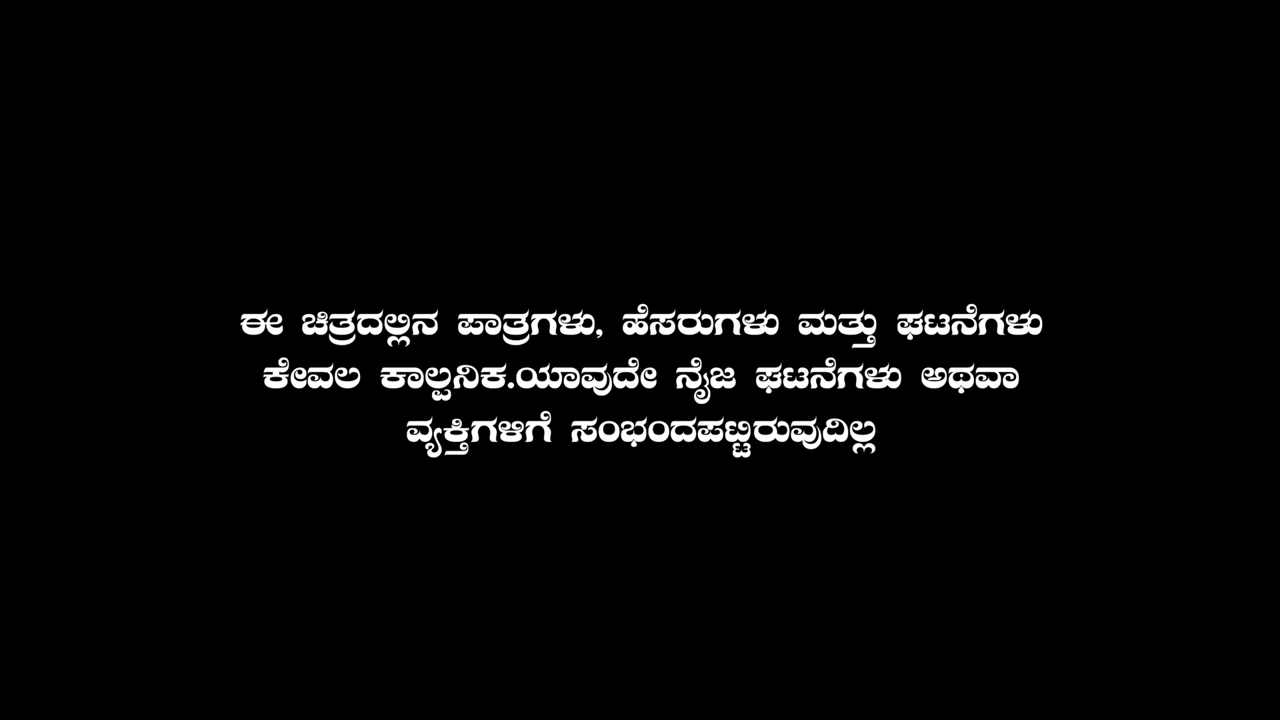 ಈ ಚಿತ್ರದಲ್ಲಿನ ಪಾತ್ರಗಳು, ಹೆಸರುಗಳು ಮತ್ತು ಘಟನೆಗಳು
ಕೇವಲ ಕಾಲ್ಪನಿಕ.ಯಾವುದೇ ನೈಜ ಘಟನೆಗಳು ಅಥವಾ
ವ್ಯಕ್ತಿಗಳಿಗೆ ಸಂಭಂದಪಟ್ಟಿರುವುದಿಲ್ಲ